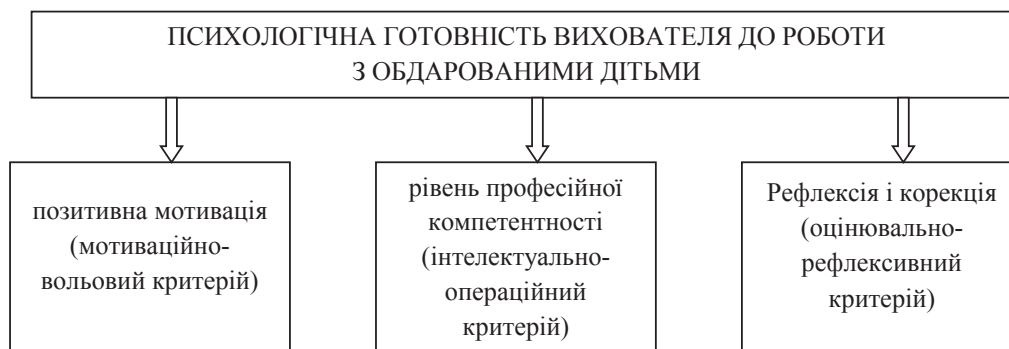 ПСИХОЛОГІЧНА ГОТОВНІСТЬ ВИХОВАТЕЛЯ ДО РОБОТИ
З ОБДАРОВАНИМИ ДІТЬМИ
позитивна мотивація
(мотиваційно-
вольовий критерій)
рівень професійної
компетентності
(інтелектуально-
операційний
критерій)
Рефлексія і корекція
(оцінювально-
рефлексивний
критерій)